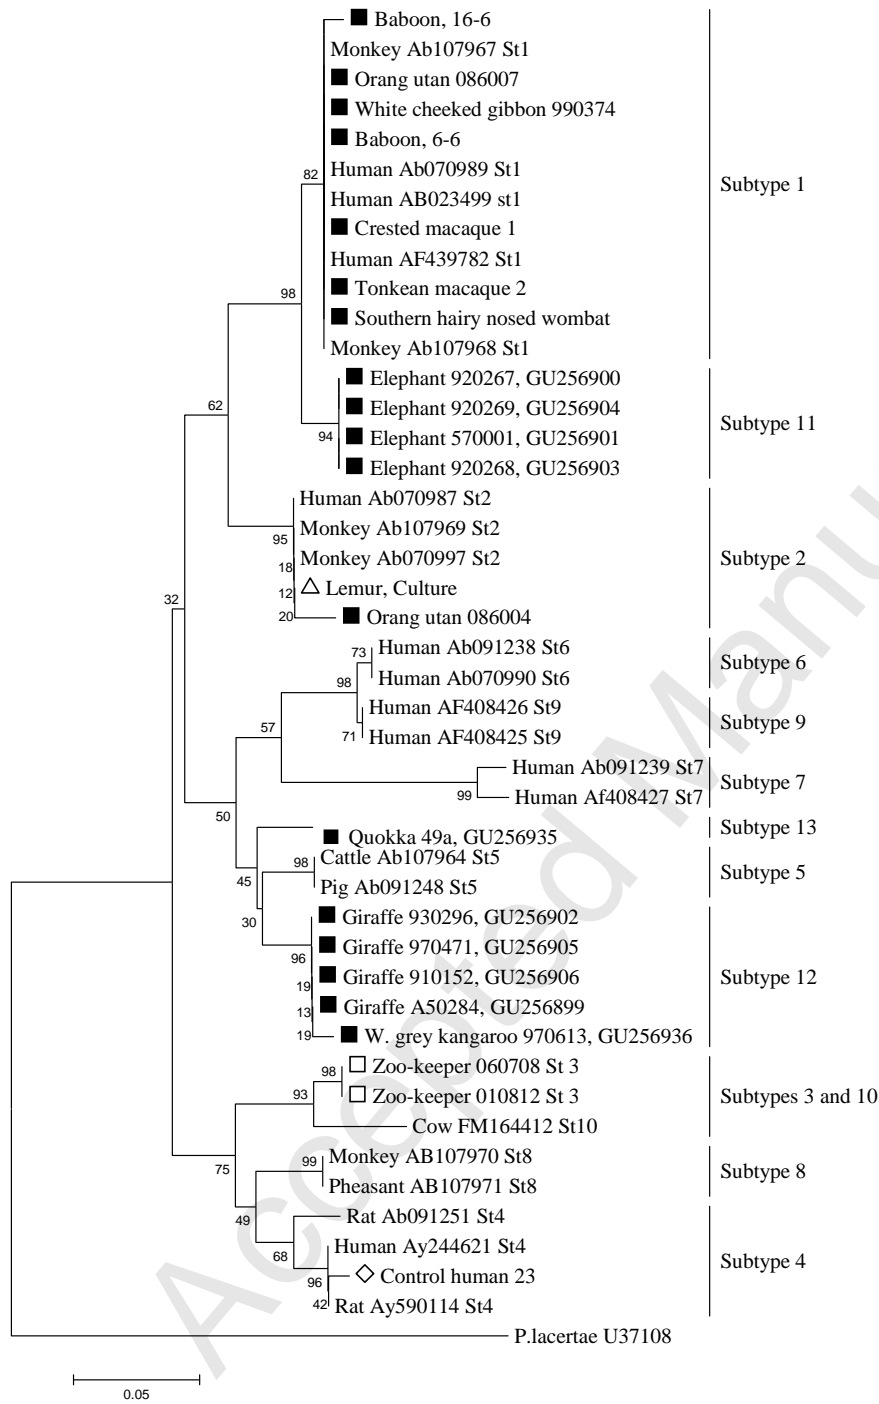 Baboon, 16-6
Monkey Ab107967 St1
Orang utan 086007
White cheeked gibbon 990374
Baboon, 6-6
82
Human Ab070989 St1
Subtype 1
Human AB023499 st1
Crested macaque 1
Human AF439782 St1
98
Tonkean macaque 2
Southern hairy nosed wombat
Monkey Ab107968 St1
Elephant 920267, GU256900
62
Elephant 920269, GU256904
Subtype 11
94
Elephant 570001, GU256901
Elephant 920268, GU256903
Human Ab070987 St2
95
Monkey Ab107969 St2
Subtype 2
18
Monkey Ab070997 St2
12
Lemur, Culture
32
20
Orang utan 086004
73
Human Ab091238 St6
Subtype 6
98
Human Ab070990 St6
Human AF408426 St9
Subtype 9
57
71
Human AF408425 St9
Human Ab091239 St7
Subtype 7
99
Human Af408427 St7
50
Quokka 49a, GU256935
Subtype 13
98
Cattle Ab107964 St5
Subtype 5
45
Pig Ab091248 St5
30
Giraffe 930296, GU256902
96
Giraffe 970471, GU256905
19
Giraffe 910152, GU256906
Subtype 12
13
Giraffe A50284, GU256899
19
W. grey kangaroo 970613, GU256936
98
Zoo-keeper 060708 St 3
93
Zoo-keeper 010812 St 3
Subtypes 3 and 10
Cow FM164412 St10
75
99
Monkey AB107970 St8
Subtype 8
Pheasant AB107971 St8
49
Rat Ab091251 St4
68
Human Ay244621 St4
Subtype 4
96
Control human 23
42
Rat Ay590114 St4
P.lacertae U37108
0.05
Accepted Manu